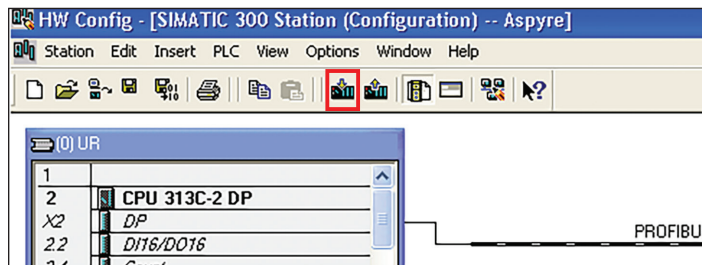 HW Config - [SIMATIC 300 Station (Configuration) -- Aspyre]
Station Edit Insert PLC View Options Window Help
(0) UR
1
2 CPU 313C-2 DP
X2 DP
2.2 DI16/DO16
PROFIBU